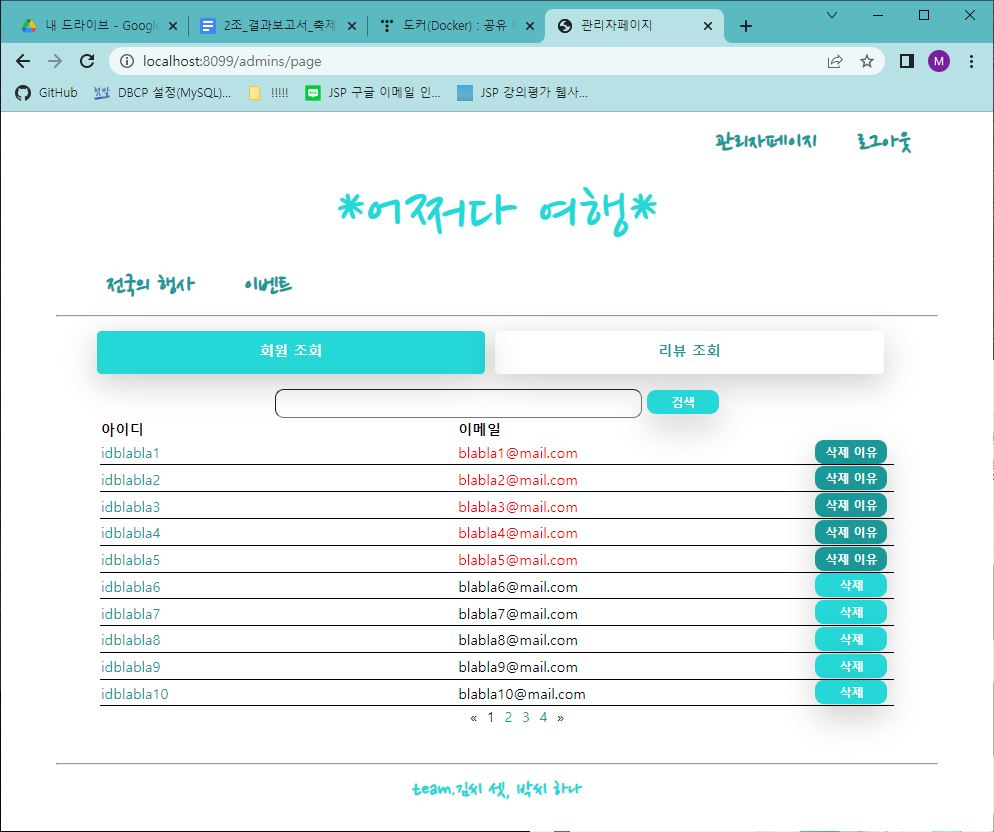 내 드라이브 - Google
2조_결과보고서_축제
도커(Docker) : 공유
관리자페이지
localhost:8099/admins/page
M
GitHub
DBCP 설정(MySQL)...
!!!!!
JSP 구글 이메일 인...
JSP 강의평가 웹사...
관리자페이지 로그아웃
*어쩌다 여행*
전국의 행사 이벤트
회원 조회 리뷰 조회
검색
아이디 이메일
idblabla1 blabla1@mail.com 삭제 이유
idblabla2 blabla2@mail.com 삭제 이유
idblabla3 blabla3@mail.com 삭제 이유
idblabla4 blabla4@mail.com 삭제 이유
idblabla5 blabla5@mail.com 삭제 이유
idblabla6 blabla6@mail.com 삭제
idblabla7 blabla7@mail.com 삭제
idblabla8 blabla8@mail.com 삭제
idblabla9 blabla9@mail.com 삭제
idblabla10 blabla10@mail.com 삭제
« 1 2 3 4 »
team.김씨 셋, 박씨 하나